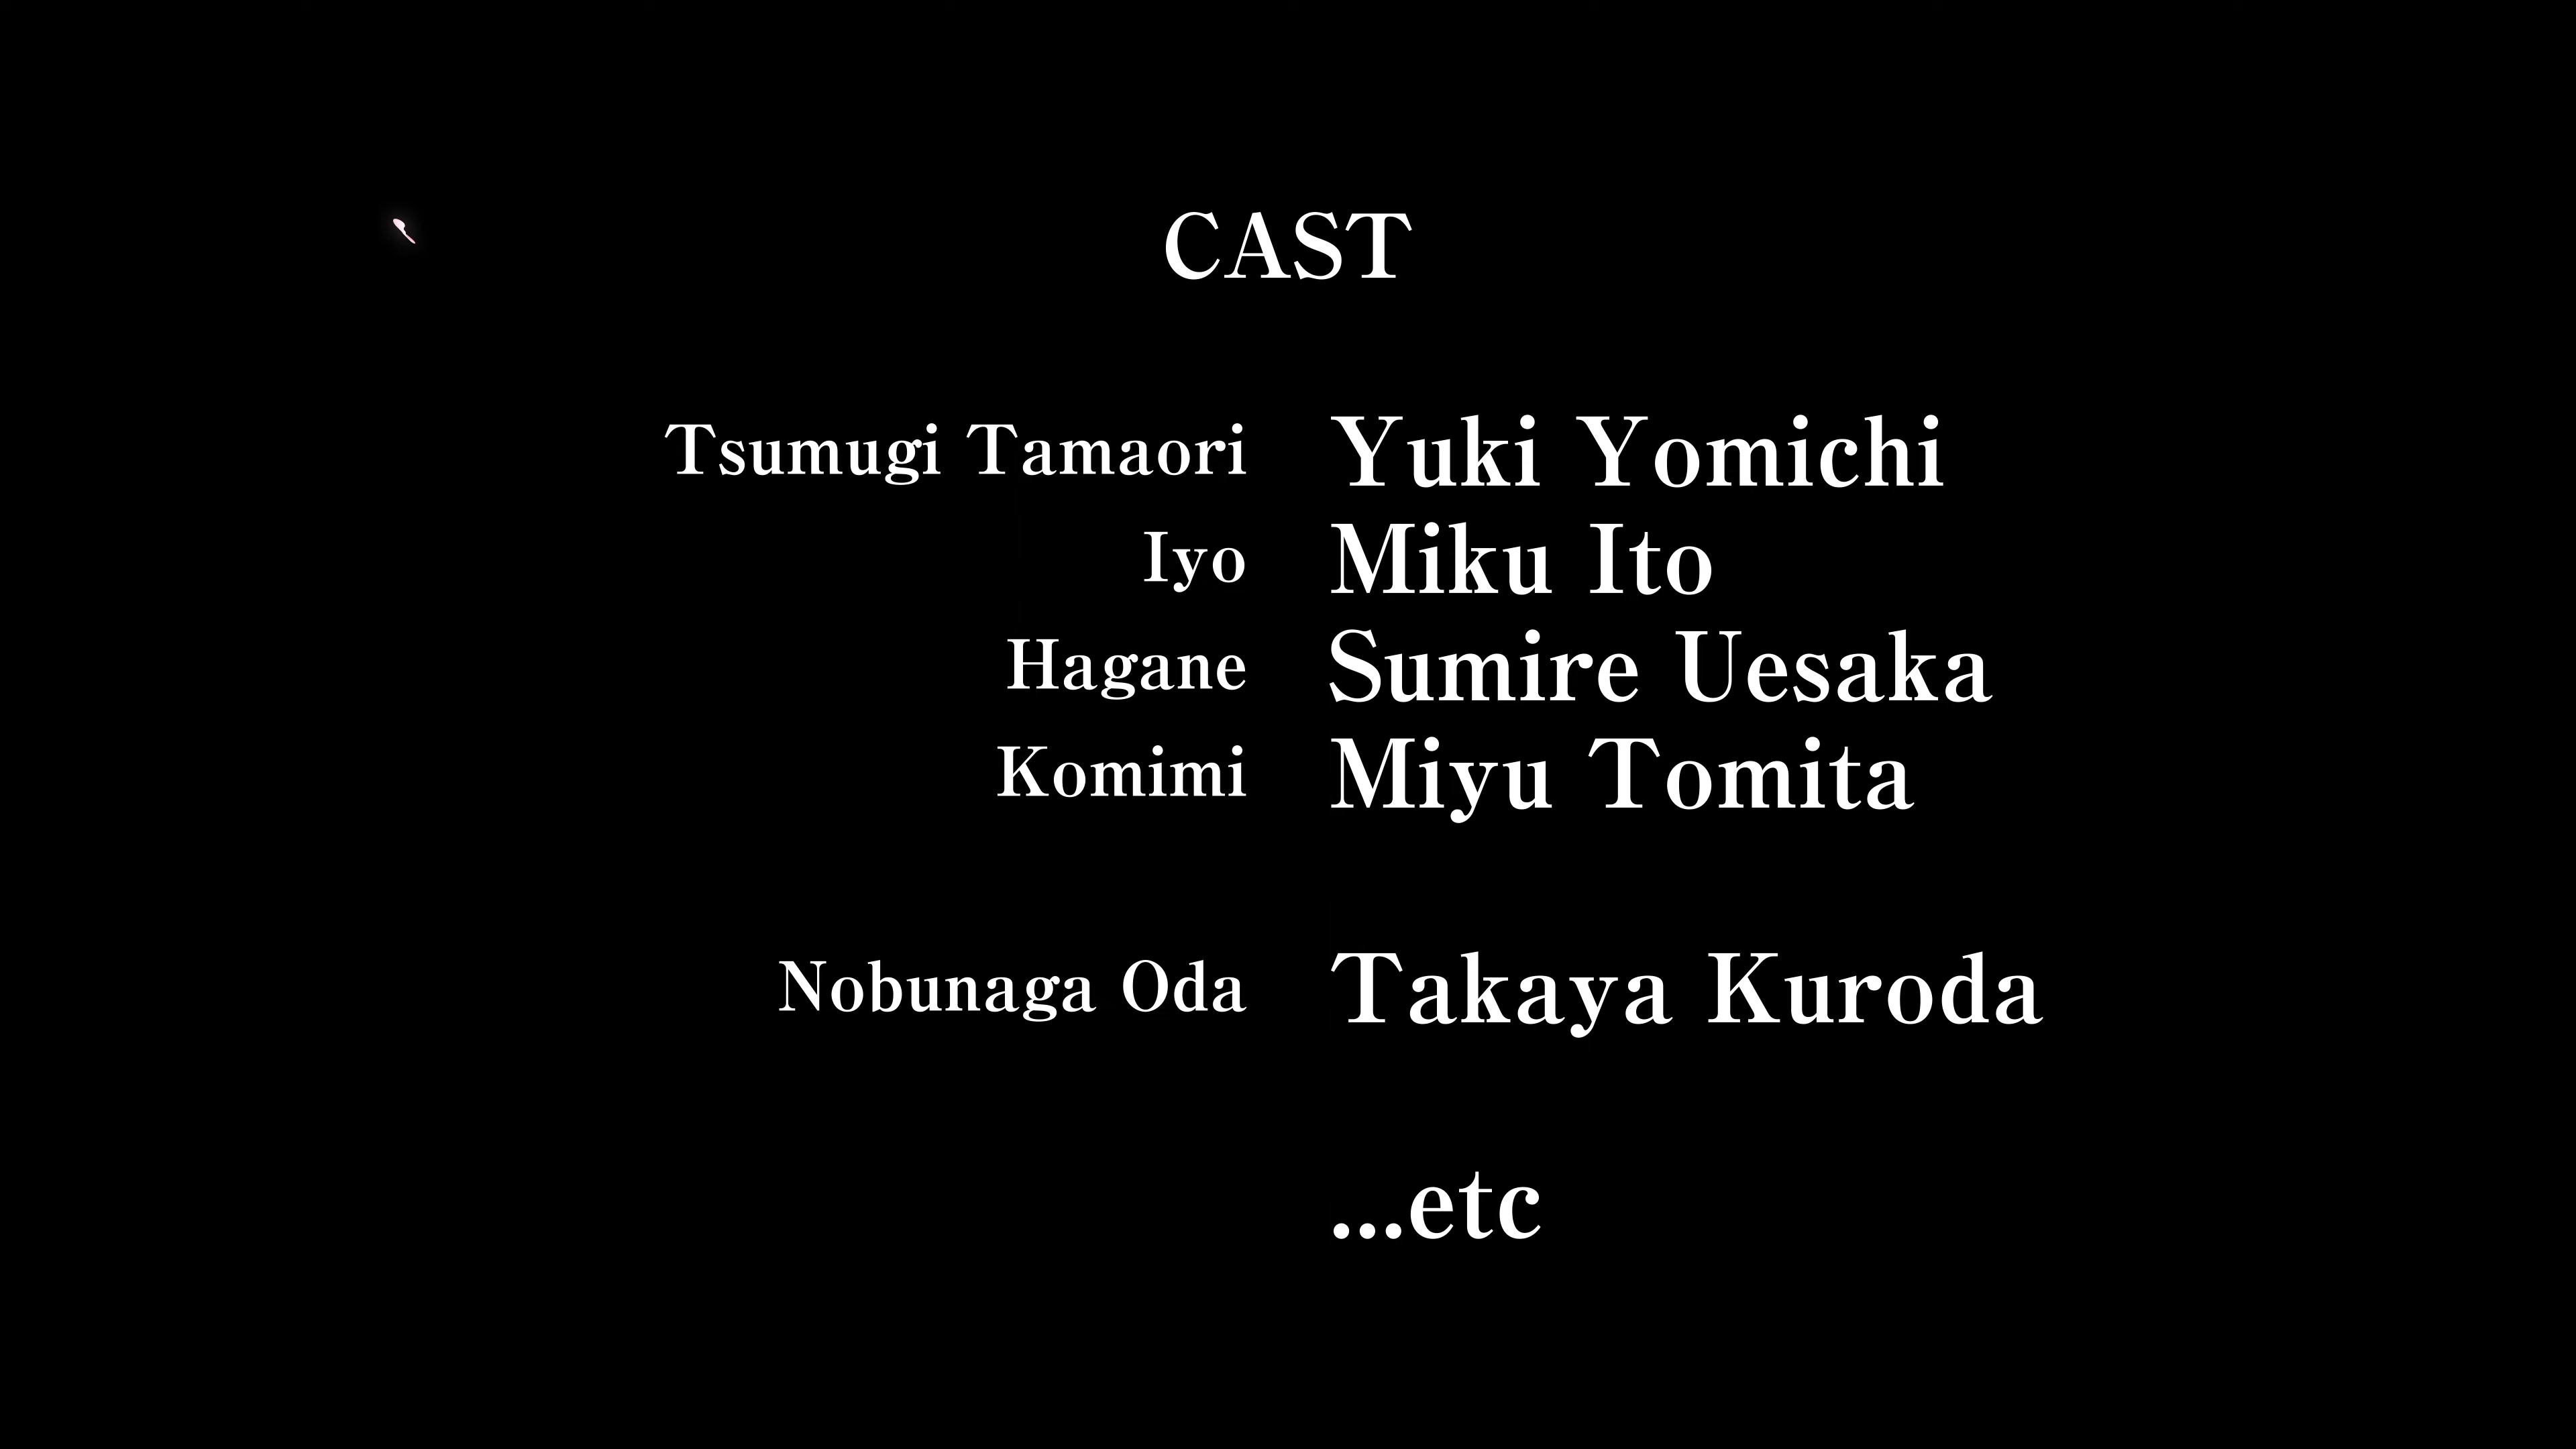 CAST
Tsumugi Tamaori Yuki Yomichi
Iyo Miku Ito
Hagane Sumire Uesaka
Komimi Miyu Tomita
Nobunaga Oda Takaya Kuroda
...etc